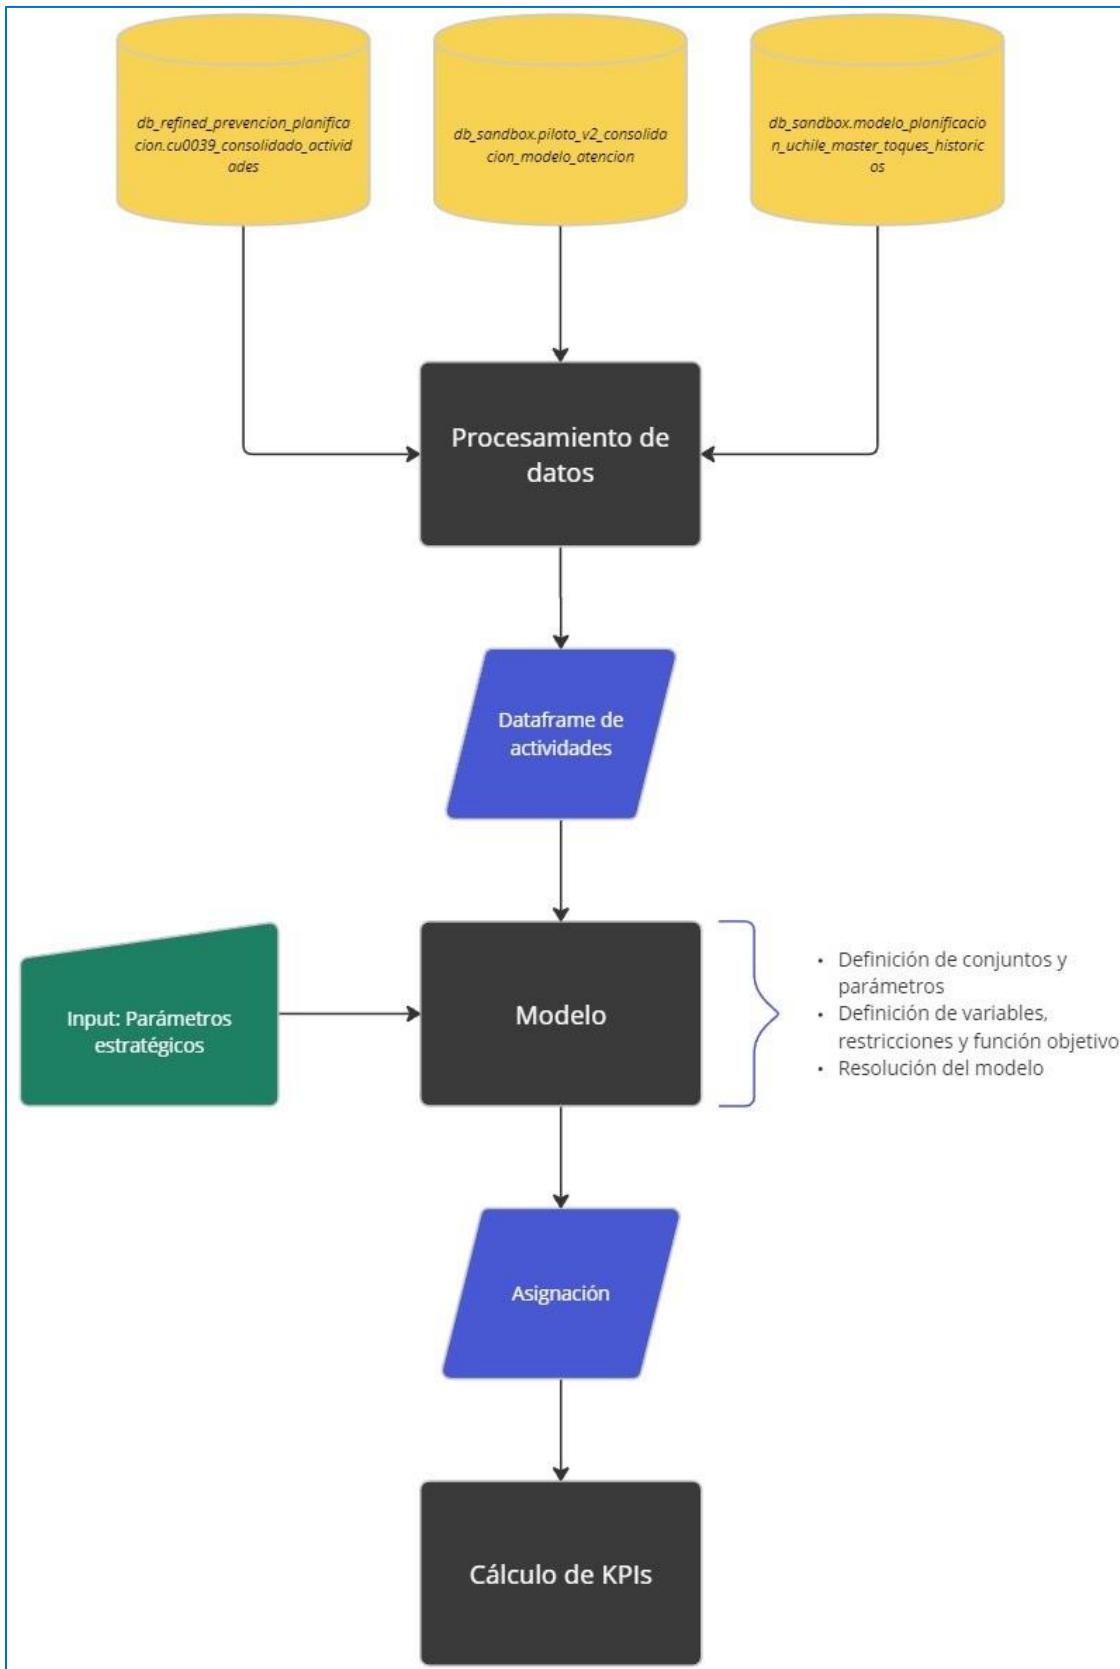 db_refined_prevencion_planifica
cion.cu0039_consolidado_activid
ades
db_sandbox.piloto_v2_consolida
cion_modelo_atencion
db_sandbox.modelo_planificacio
n_uchile_master_toques_historic
os
Procesamiento de
datos
Dataframe de
actividades
Input: Parámetros
estratégicos
Modelo
• Definición de conjuntos y
parámetros
• Definición de variables,
restricciones y función objetivo
• Resolución del modelo
Asignación
Cálculo de KPIs